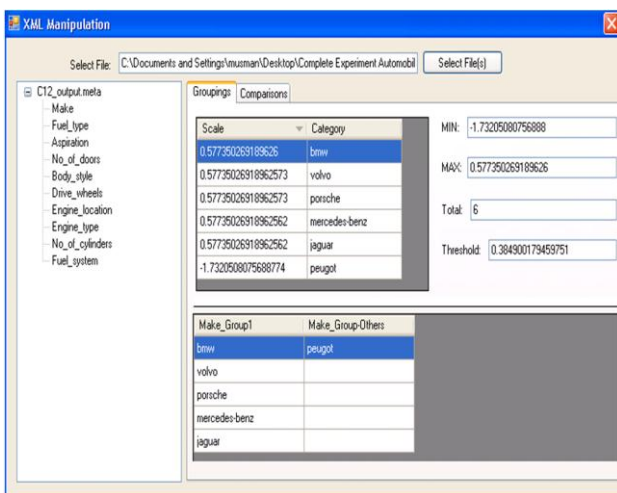 XML Manipulation
Select File: C:\Documents and Settings\musman\Desktop\Complete Experiment Automobil Select File(s)
C12_output.meta
Make
Fuel_type
Aspiration
No_of_doors
Body_style
Drive_wheels
Engine_location
Engine_type
No_of_cylinders
Fuel_system
Groupings Comparisons
Scale Category
0.577350269189626 bmw
0.57735026918962573 volvo
0.57735026918962573 porsche
0.57735026918962562 mercedes-benz
0.57735026918962562 jaguar
-1.7320508075688774 peugot
MIN: -1.73205080756888
MAX: 0.577350269189626
Total: 6
Threshold: 0.384900179459751
Make_Group1 Make_Group-Others
bmw peugot
volvo
porsche
mercedes-benz
jaguar